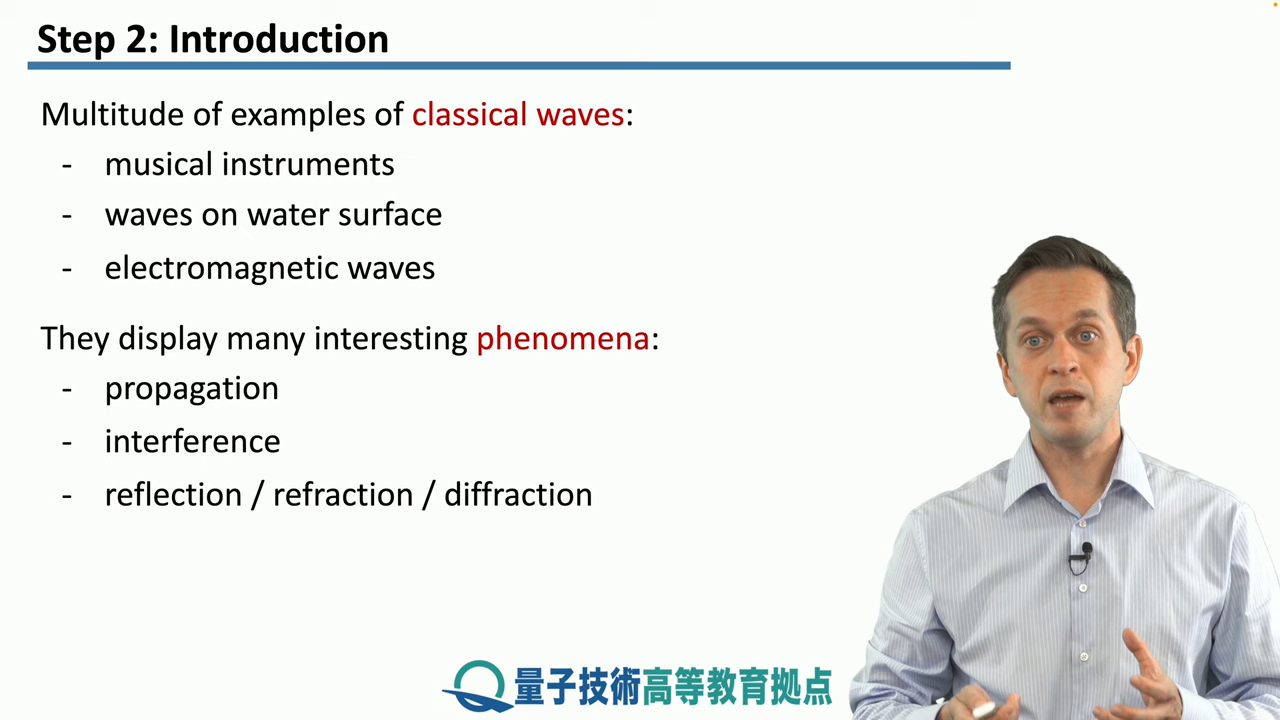 Step 2: Introduction
Multitude of examples of classical waves:
- musical instruments
- waves on water surface
- electromagnetic waves
They display many interesting phenomena:
- propagation
- interference
- reflection / refraction / diffraction
量子技術高等教育拠点